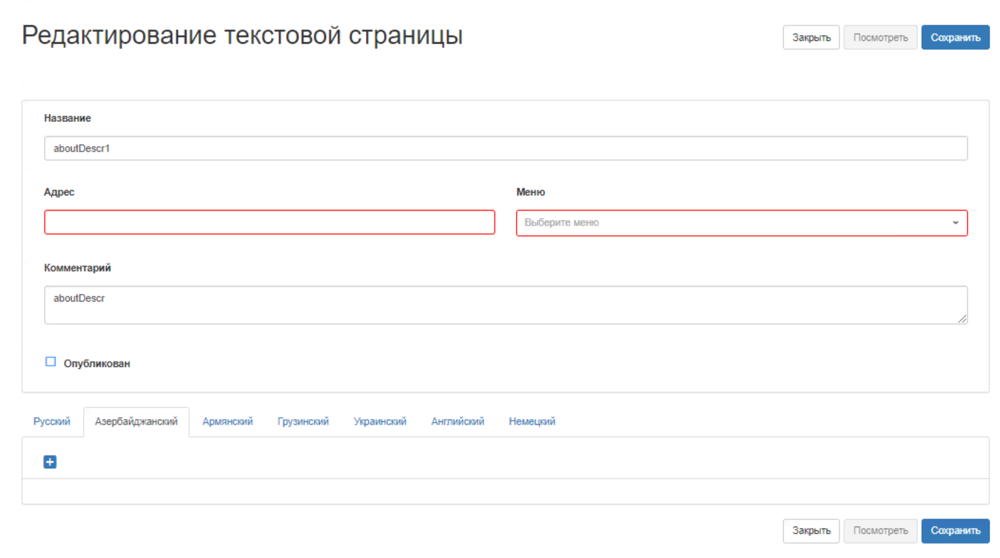 Редактирование текстовой страницы
Закрыть Посмотреть Сохранить
Название
aboutDescr1
Адрес Меню
Выберите меню
Комментарий
aboutDescr
Опубликован
Русский Азербайджанский Армянский Грузинский Украинский Английский Немецкий
Закрыть Посмотреть Сохранить